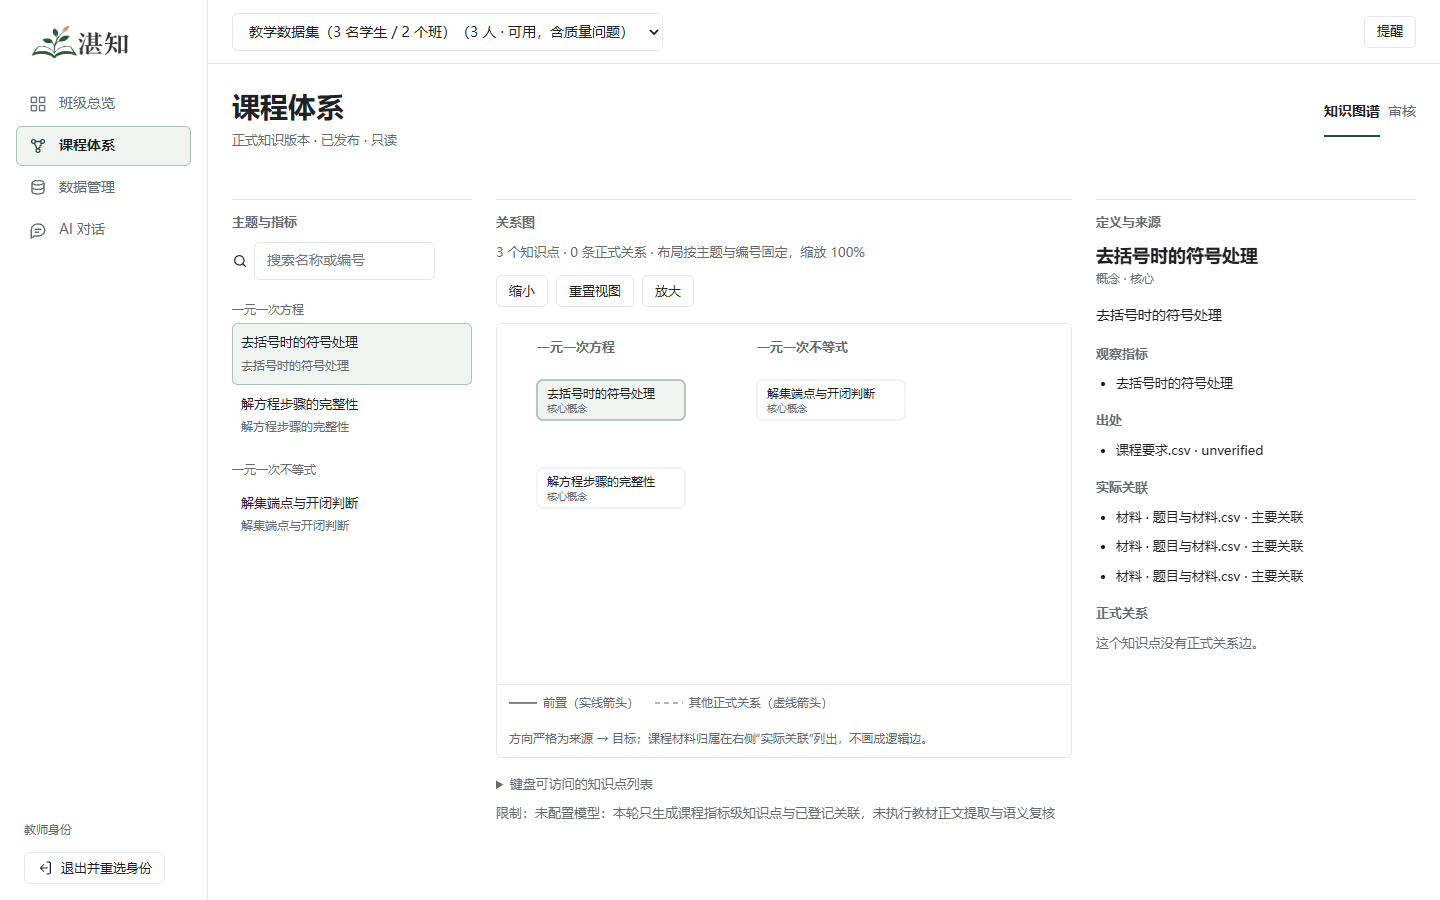 湛知
班级总览
课程体系
数据管理
AI 对话
教师身份
退出并重选身份
教学数据集（3 名学生 / 2 个班）（3 人 · 可用，含质量问题）
提醒
课程体系
正式知识版本 · 已发布 · 只读
知识图谱 审核
主题与指标
搜索名称或编号
一元一次方程
去括号时的符号处理
去括号时的符号处理
解方程步骤的完整性
解方程步骤的完整性
一元一次不等式
解集端点与开闭判断
解集端点与开闭判断
关系图
3 个知识点 · 0 条正式关系 · 布局按主题与编号固定，缩放 100%
缩小 重置视图 放大
一元一次方程 一元一次不等式
去括号时的符号处理
核心概念
解集端点与开闭判断
核心概念
解方程步骤的完整性
核心概念
前置（实线箭头） 其他正式关系（虚线箭头）
方向严格为来源 → 目标；课程材料归属在右侧“实际关联”列出，不画成逻辑边。
键盘可访问的知识点列表
限制：未配置模型：本轮只生成课程指标级知识点与已登记关联，未执行教材正文提取与语义复核
定义与来源
去括号时的符号处理
概念 · 核心
去括号时的符号处理
观察指标
• 去括号时的符号处理
出处
• 课程要求.csv · unverified
实际关联
• 材料 · 题目与材料.csv · 主要关联
• 材料 · 题目与材料.csv · 主要关联
• 材料 · 题目与材料.csv · 主要关联
正式关系
这个知识点没有正式关系边。